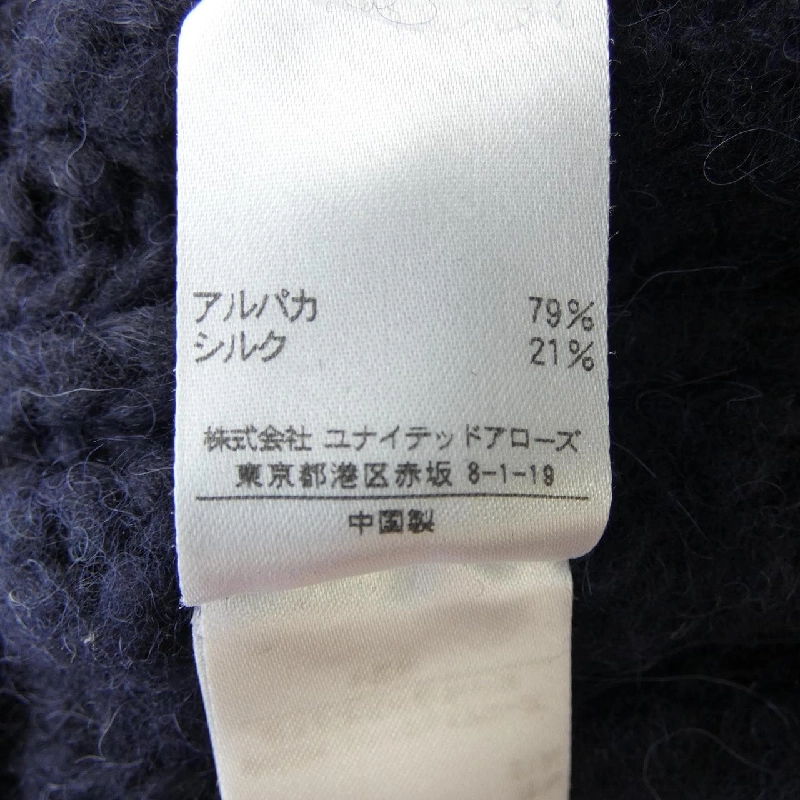 アルパカ 79%
シルク 21%
株式会社 ユナイテッドアローズ
東京都港区赤坂 8-1-19
中国製